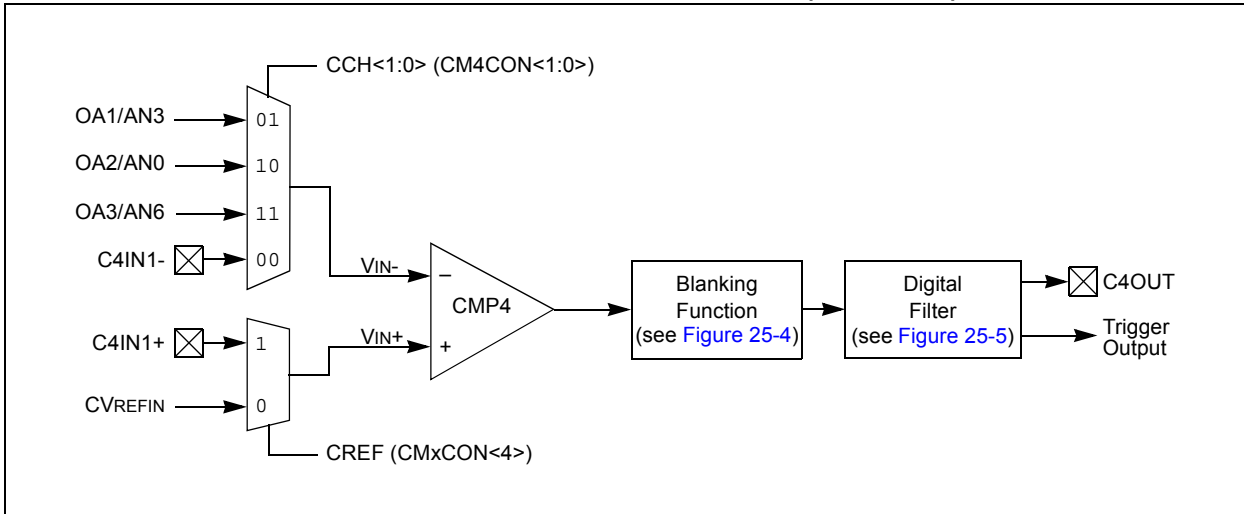 CCH<1:0> (CM4CON<1:0>)
OA1/AN3
01
OA2/AN0
10
OA3/AN6
11
C4IN1-
00
VIN-
–
CMP4
Blanking
Function
(see Figure 25-4)
Digital
Filter
(see Figure 25-5)
C4OUT
Trigger
Output
C4IN1+
1
VIN+
+
CVREFIN
0
CREF (CMxCON<4>)